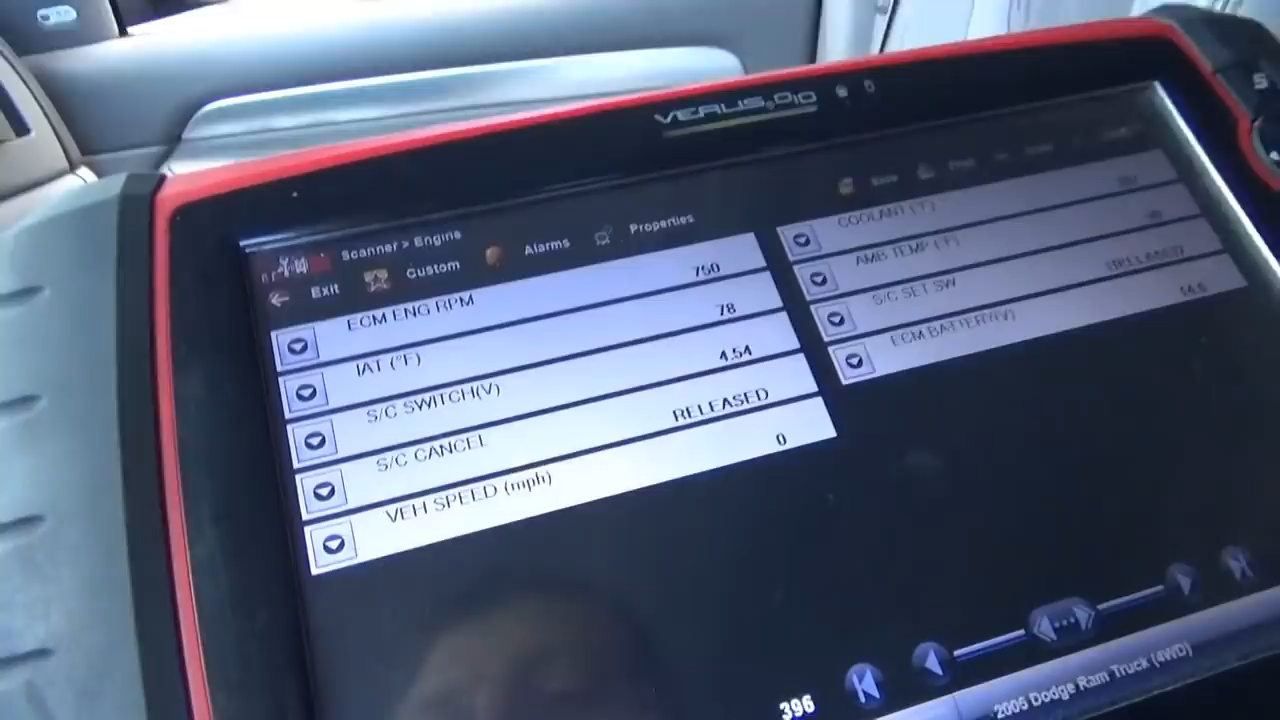 VERUS PRO
Scanner > Engine
Exit
Custom
Alarms
Properties
Save
ECM ENG RPM 750
IAT (°F) 78
S/C SWITCH(V) 4.54
S/C CANCEL RELEASED
VEH SPEED (mph) 0
COOLANT (°F)
AMB TEMP (°F)
S/C SET SW
ECM BATTERY(V)
396
2005 Dodge Ram Truck (4WD)
S